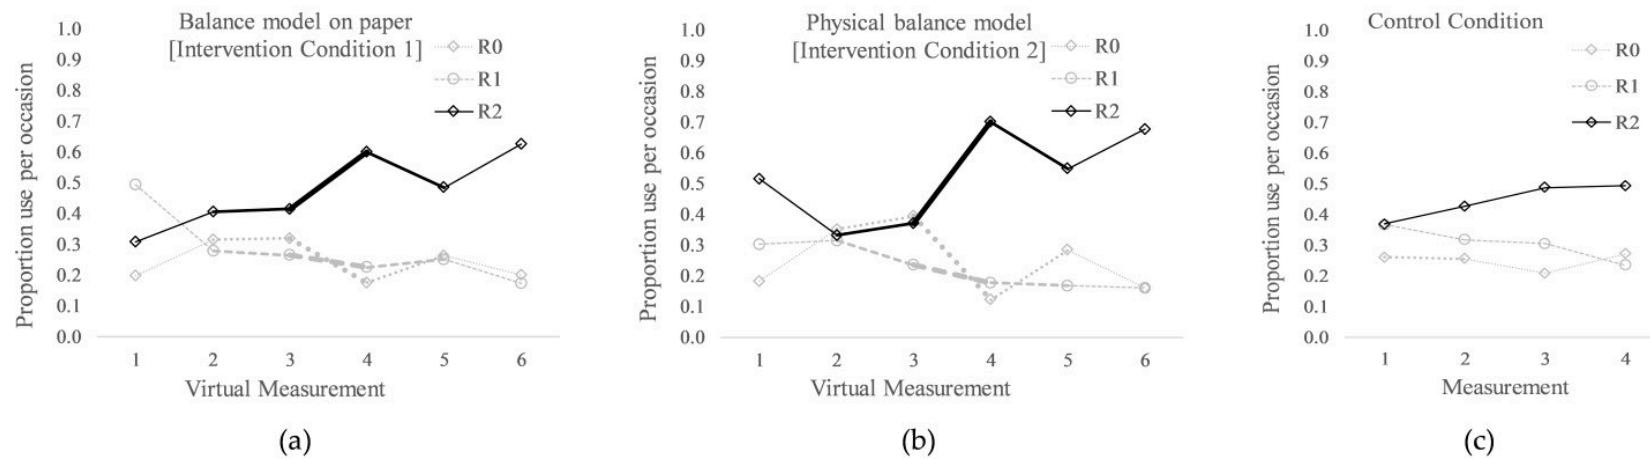 Balance model on paper
[Intervention Condition 1]
R0
R1
R2
Proportion use per occasion
1.0
0.9
0.8
0.7
0.6
0.5
0.4
0.3
0.2
0.1
0.0
1 2 3 4 5 6
Virtual Measurement
(a)
Physical balance model
[Intervention Condition 2]
R0
R1
R2
Proportion use per occasion
1.0
0.9
0.8
0.7
0.6
0.5
0.4
0.3
0.2
0.1
0.0
1 2 3 4 5 6
Virtual Measurement
(b)
Control Condition
R0
R1
R2
Proportion use per occasion
1.0
0.9
0.8
0.7
0.6
0.5
0.4
0.3
0.2
0.1
0.0
1 2 3 4
Measurement
(c)